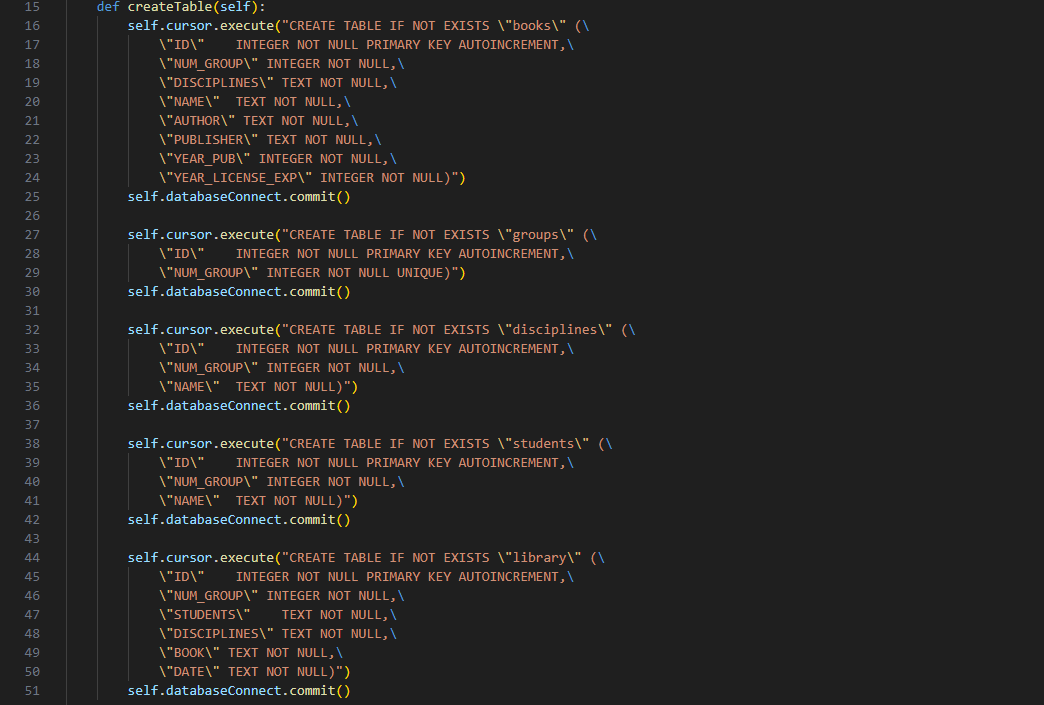 15 def createTable(self):
16 self.cursor.execute("CREATE TABLE IF NOT EXISTS \"books\" (\
17 \"ID\"    INTEGER NOT NULL PRIMARY KEY AUTOINCREMENT,\
18 \"NUM_GROUP\" INTEGER NOT NULL,\
19 \"DISCIPLINES\" TEXT NOT NULL,\
20 \"NAME\"  TEXT NOT NULL,\
21 \"AUTHOR\" TEXT NOT NULL,\
22 \"PUBLISHER\" TEXT NOT NULL,\
23 \"YEAR_PUB\" INTEGER NOT NULL,\
24 \"YEAR_LICENSE_EXP\" INTEGER NOT NULL)")
25 self.databaseConnect.commit()
26
27 self.cursor.execute("CREATE TABLE IF NOT EXISTS \"groups\" (\
28 \"ID\"    INTEGER NOT NULL PRIMARY KEY AUTOINCREMENT,\
29 \"NUM_GROUP\" INTEGER NOT NULL UNIQUE)")
30 self.databaseConnect.commit()
31
32 self.cursor.execute("CREATE TABLE IF NOT EXISTS \"disciplines\" (\
33 \"ID\"    INTEGER NOT NULL PRIMARY KEY AUTOINCREMENT,\
34 \"NUM_GROUP\" INTEGER NOT NULL,\
35 \"NAME\"  TEXT NOT NULL)")
36 self.databaseConnect.commit()
37
38 self.cursor.execute("CREATE TABLE IF NOT EXISTS \"students\" (\
39 \"ID\"    INTEGER NOT NULL PRIMARY KEY AUTOINCREMENT,\
40 \"NUM_GROUP\" INTEGER NOT NULL,\
41 \"NAME\"  TEXT NOT NULL)")
42 self.databaseConnect.commit()
43
44 self.cursor.execute("CREATE TABLE IF NOT EXISTS \"library\" (\
45 \"ID\"    INTEGER NOT NULL PRIMARY KEY AUTOINCREMENT,\
46 \"NUM_GROUP\" INTEGER NOT NULL,\
47 \"STUDENTS\"    TEXT NOT NULL,\
48 \"DISCIPLINES\" TEXT NOT NULL,\
49 \"BOOK\" TEXT NOT NULL,\
50 \"DATE\" TEXT NOT NULL)")
51 self.databaseConnect.commit()